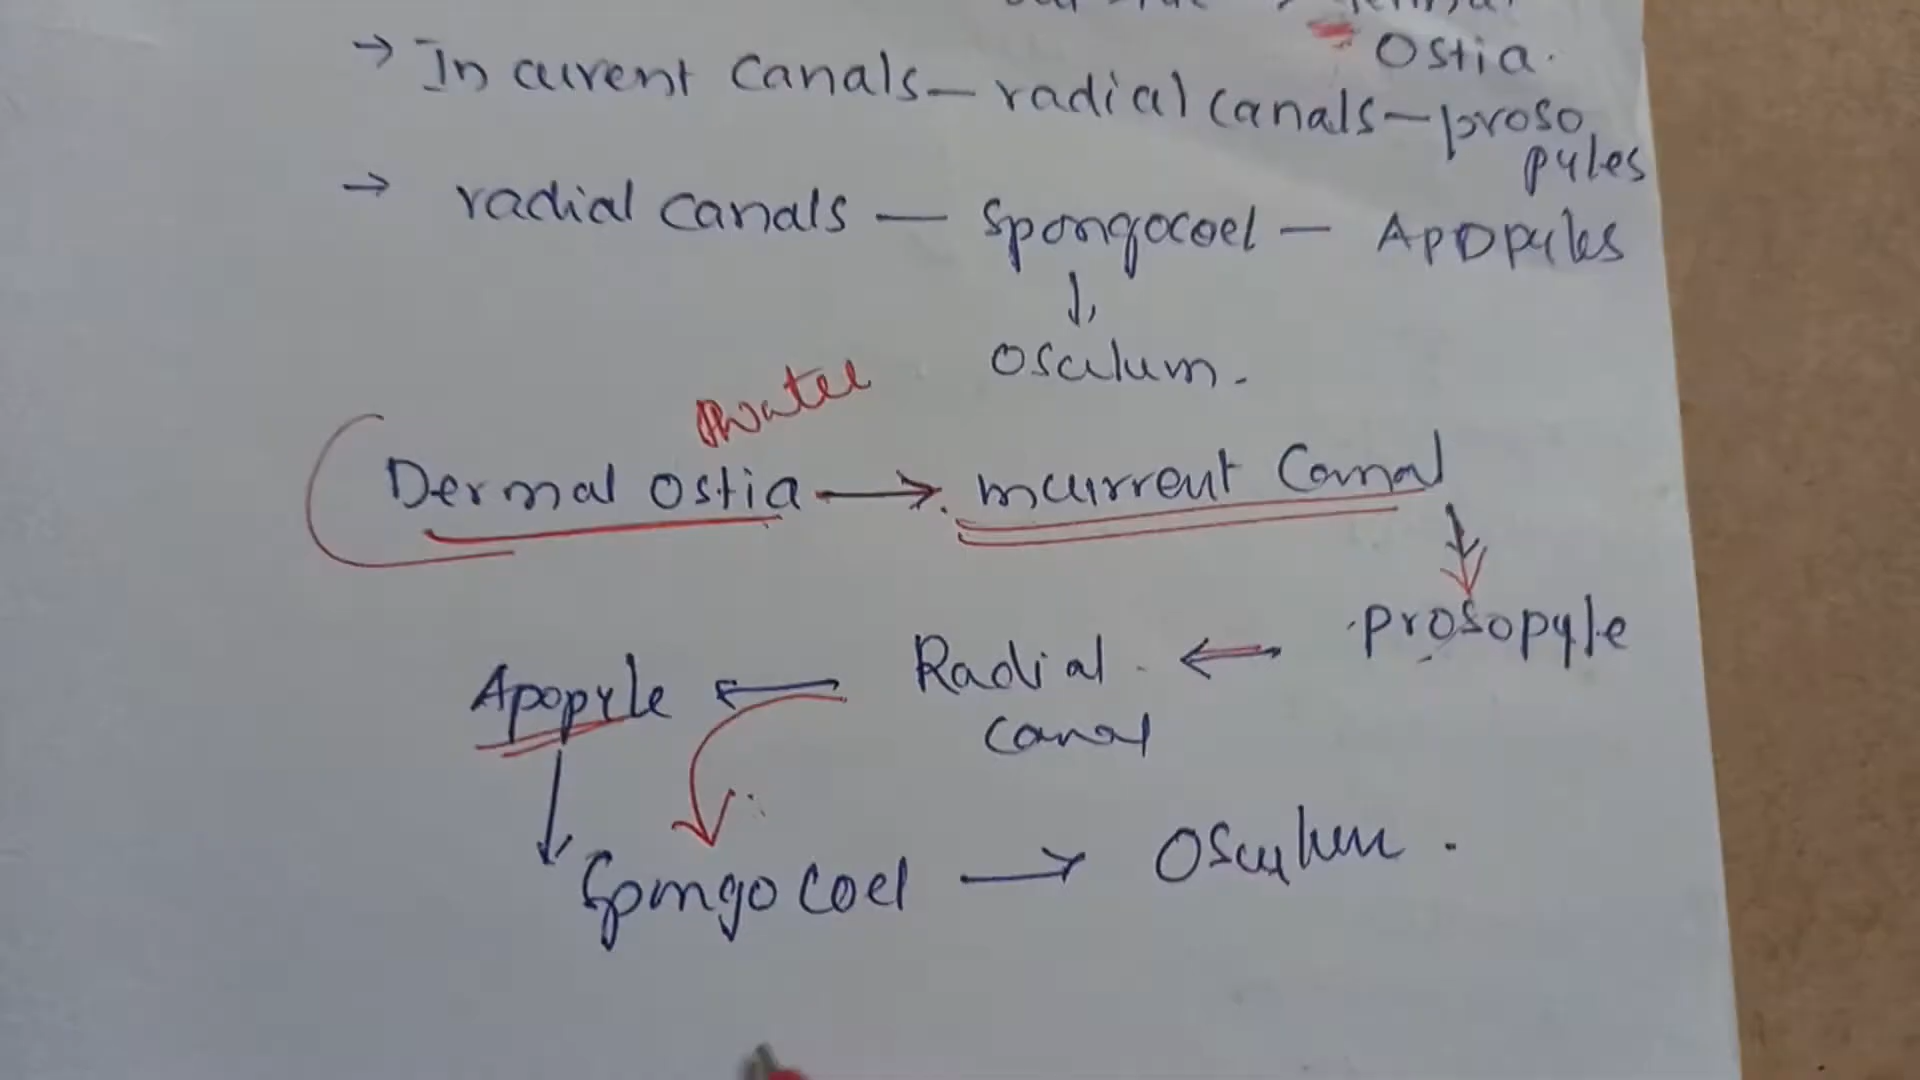 Ostia.
→ In curent canals — radial canals — proso
pyles
→ radial canals — Spongocoel — Apopyles
↓
Osculum.
water
Dermal ostia → incurrent Canal
Apopyle ← Radial ← prosopyle
canal
Spongocoel → Osculum.